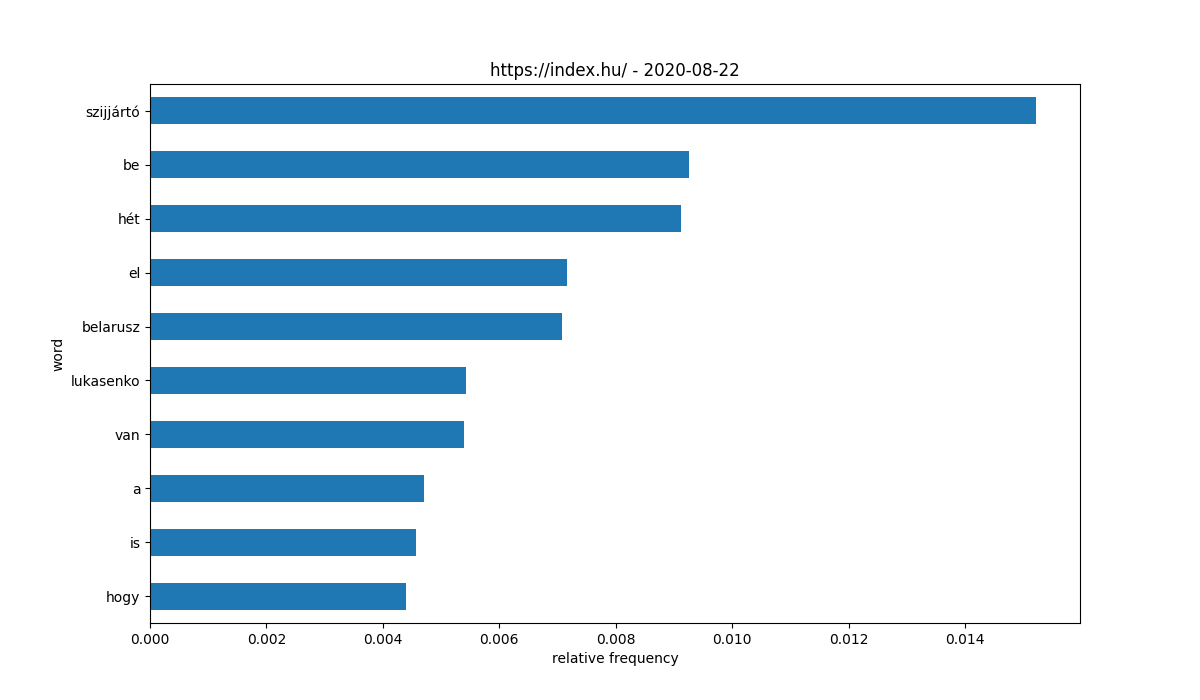 https://index.hu/ - 2020-08-22
szijjártó
be
hét
el
belarusz
word
lukasenko
van
a
is
hogy
0.000 0.002 0.004 0.006 0.008 0.010 0.012 0.014
relative frequency